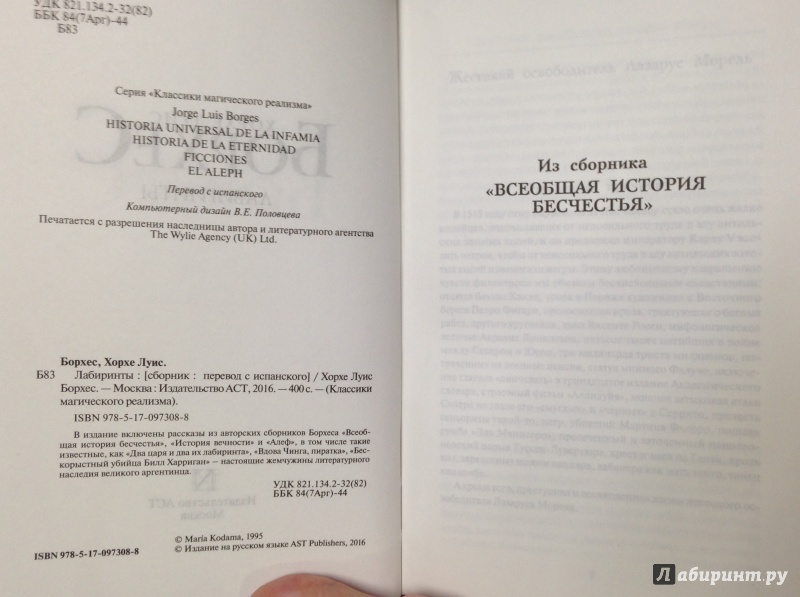 УДК 821.134.2-32(82)
ББК 84(7Арг)-44
Б83
Серия «Классики магического реализма»
Jorge Luis Borges
HISTORIA UNIVERSAL DE LA INFAMIA
HISTORIA DE LA ETERNIDAD
FICCIONES
EL ALEPH
Перевод с испанского
Компьютерный дизайн В.Е. Половцева
Печатается с разрешения наследницы автора и литературного агентства
The Wylie Agency (UK) Ltd.
Борхес, Хорхе Луис.
Б83 Лабиринты : [сборник : перевод с испанского] / Хорхе Луис
Борхес. — Москва : Издательство АСТ, 2016. — 400 с. — (Классики
магического реализма).
ISBN 978-5-17-097308-8
В издание включены рассказы из авторских сборников Борхеса «Всеоб-
щая история бесчестья», «История вечности» и «Алеф», в том числе такие
известные, как «Два царя и два их лабиринта», «Вдова Чинга, пиратка», «Бес-
корыстный убийца Билл Харриган» — настоящие жемчужины литературного
наследия великого аргентинца.
УДК 821.134.2-32(82)
ББК 84(7Арг)-44
© María Kodama, 1995
ISBN 978-5-17-097308-8
© Издание на русском языке AST Publishers, 2016
Из сборника
«ВСЕОБЩАЯ ИСТОРИЯ
БЕСЧЕСТЬЯ»
Лабиринт.ру